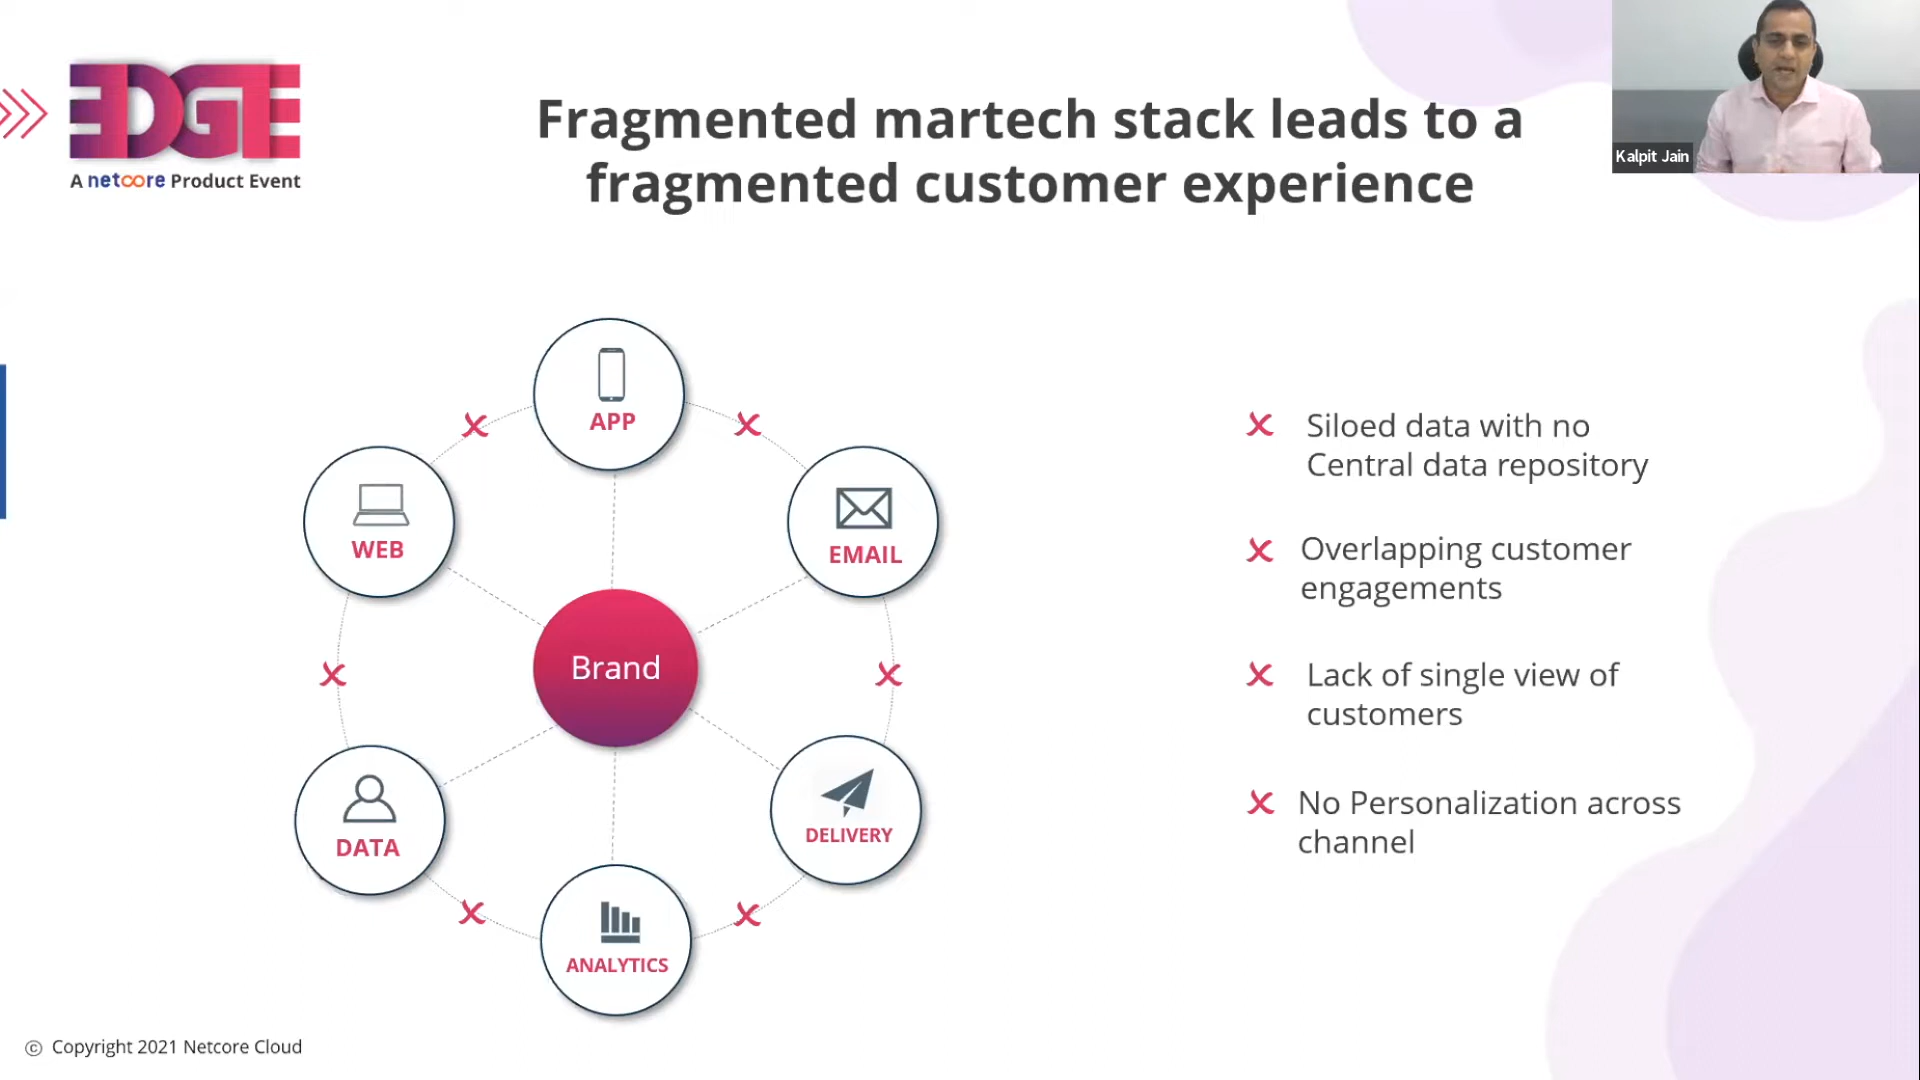 EDGE
A netcore Product Event
Fragmented martech stack leads to a
fragmented customer experience
Kalpit Jain
APP
WEB
EMAIL
Brand
DATA
DELIVERY
ANALYTICS
Siloed data with no
Central data repository
Overlapping customer
engagements
Lack of single view of
customers
No Personalization across
channel
© Copyright 2021 Netcore Cloud